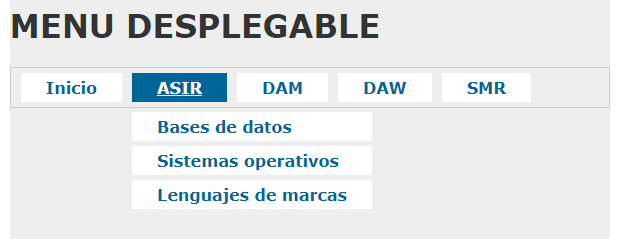 MENU DESPLEGABLE
Inicio ASIR DAM DAW SMR
Bases de datos
Sistemas operativos
Lenguajes de marcas